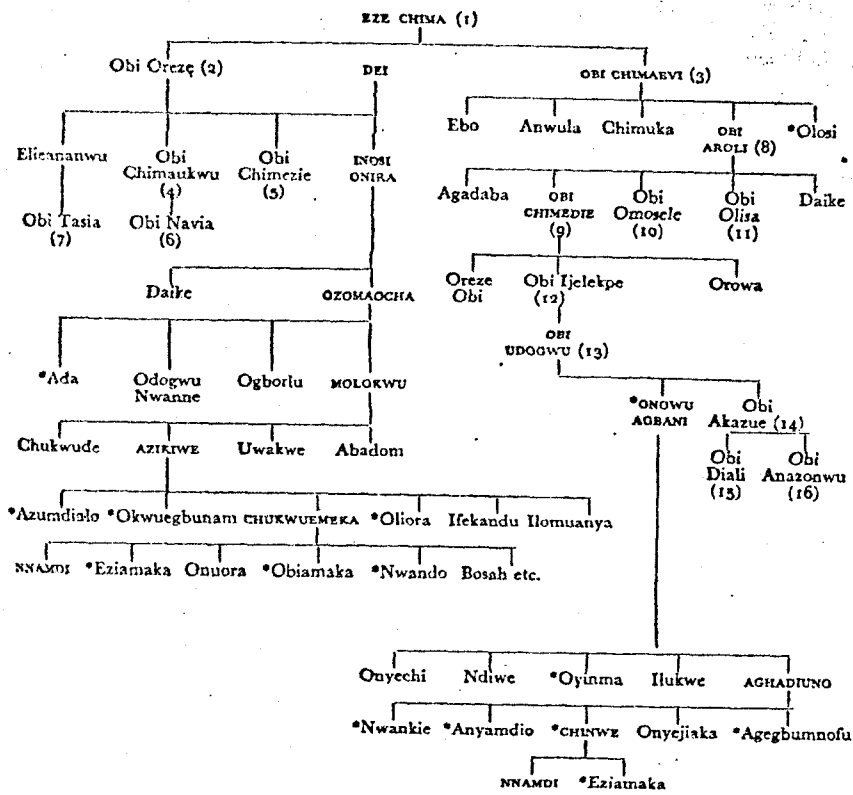 EZE CHIMA (1)
Obi Orezẹ (2) DEI OBI CHIMAEVI (3)
Ebo Anwula Chimuka OBI *Olosi
AROLI (8)
Eliẹananwu Obi Obi INOSI
Chimaukwu Chimezie ONIRA
(4) (5)
Agadaba OBI Obi Obi Daike
CHIMEDIE Omosele Olisa
(9) (10) (11)
Obi Tasia Obi Navia
(7) (6)
Oreze Obi Ijelekpe Orowa
Obi (12)
Daike OZOMAOCHA
OBI
UDOGWU (13)
*Ada Odogwu Ogborlu MOLOKWU
Nwanne
*ONOWU Obi
AGBANI Akazue (14)
Chukwude AZIKIWE Uwakwe Abadom
Obi Obi
Diali Anazonwu
(15) (16)
*Azumdialo *Okwuegbunam CHUKWUEMEKA *Oliora Ifekandu Ilomuanya
NNAMDI *Eziamaka Onuora *Obiamaka *Nwando Bosah etc.
Onyechi Ndiwe *Oyinma Ilukwe AGHADIUNO
*Nwankie *Anyamdio *CHINWE Onyejiaka *Agegbumnofu
NNAMDI *Eziamaka